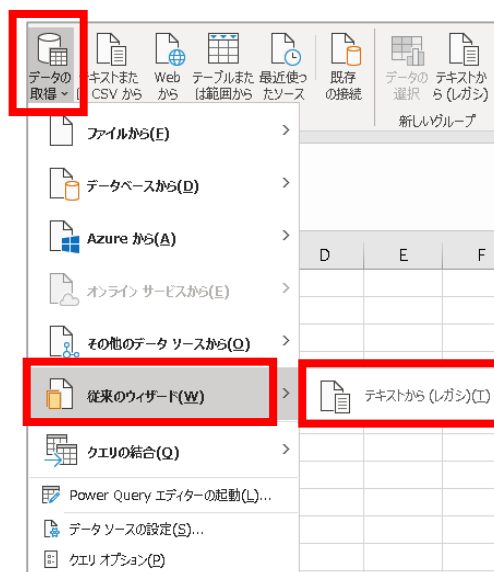 データの テキストまた Web テーブルまた 最近使っ 既存 データの テキストか
取得 CSV から から は範囲から たソース の接続 選択 ら (レガシ)
新しいグループ
ファイルから(F)
データベースから(D)
Azure から(A)
D E F
オンライン サービスから(E)
その他のデータ ソースから(O)
従来のウィザード(W) テキストから (レガシ)(T)
クエリの結合(Q)
Power Query エディターの起動(L)...
データ ソースの設定(S)...
クエリ オプション(P)